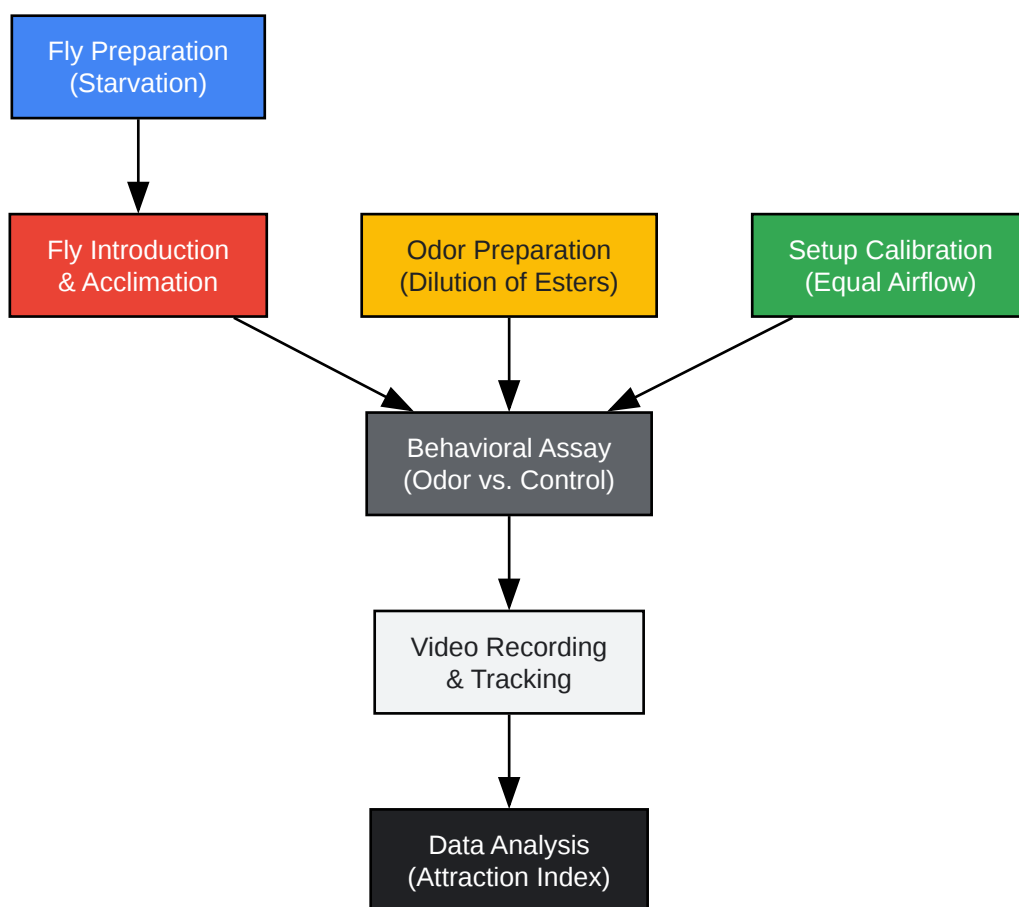 Fly Preparation
(Starvation)
Fly Introduction
& Acclimation
Odor Preparation
(Dilution of Esters)
Setup Calibration
(Equal Airflow)
Behavioral Assay
(Odor vs. Control)
Video Recording
& Tracking
Data Analysis
(Attraction Index)